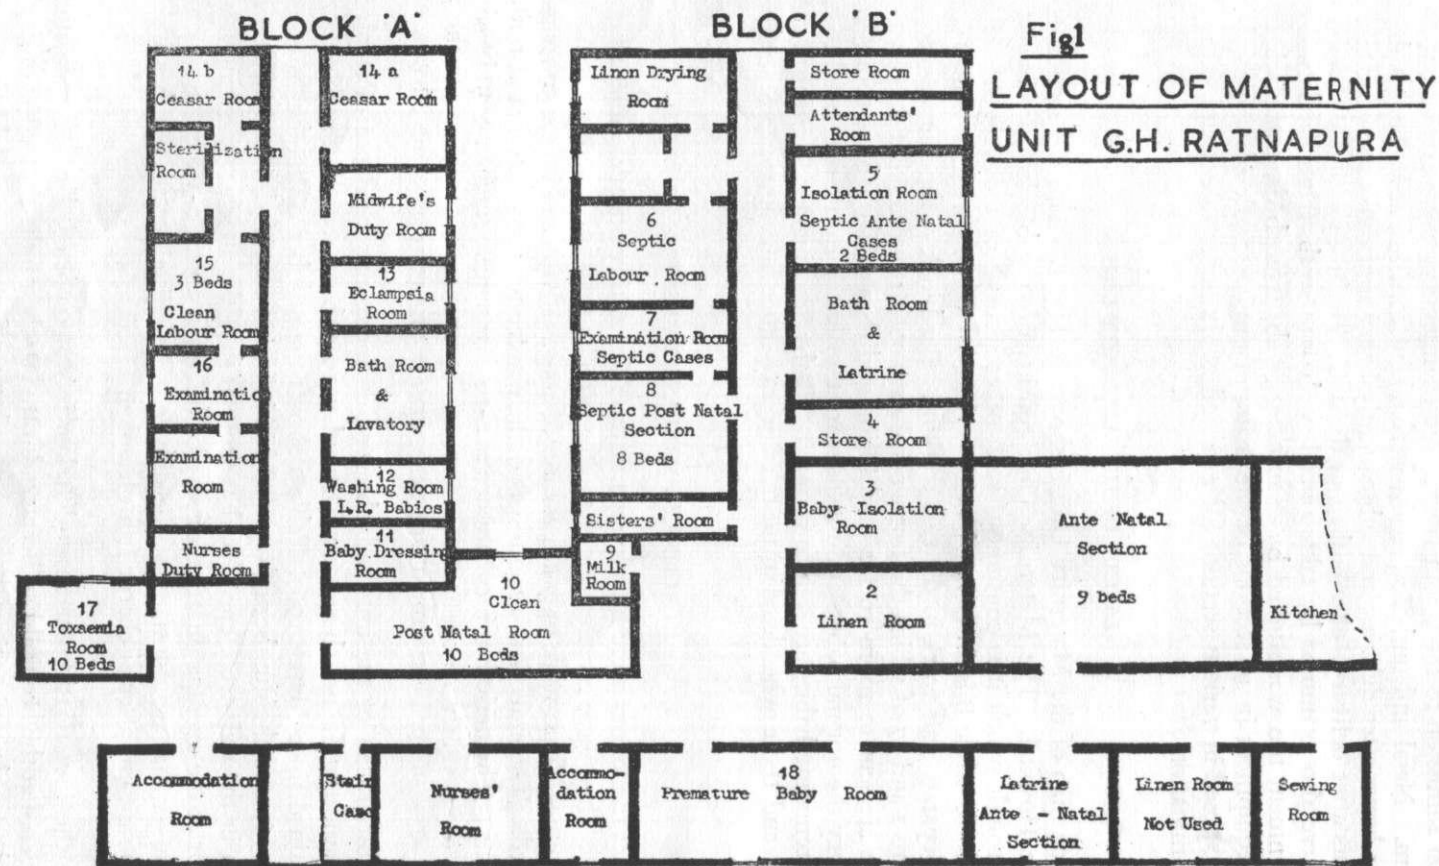 BLOCK 'A'
BLOCK 'B'
Fig1
LAYOUT OF MATERNITY
UNIT G.H. RATNAPURA
14 b
Ceasar Room
Sterilization
Room
15
3 Beds
Clean
Labour Room
16
Examinatic
Room
Examination
Room
Nurses
Duty Room
17
Toxaemia
Room
10 Beds
14 a
Ceasar Room
Midwife's
Duty Room
13
Eclampsia
Room
Bath Room
&
Lavatory
12
Washing Room
L.R. Babies
11
Baby Dressing
Room
10
Clean
Post Natal Room
10 Beds
Linen Drying
Room
6
Septic
Labour Room
7
Examination Room
Septic Cases
8
Septic Post Natal
Section
8 Beds
Sisters' Room
9
Milk
Room
Store Room
Attendants'
Room
5
Isolation Room
Septic Ante Natal
Cases
2 Beds
Bath Room
&
Latrine
4
Store Room
3
Baby Isolation
Room
2
Linen Room
Ante Natal
Section
9 beds
Kitchen
Accommodation
Room
Stair
Case
Nurses'
Room
Accommo-
dation
Room
18
Premature Baby Room
Latrine
Ante - Natal
Section
Linen Room
Not Used
Sewing
Room